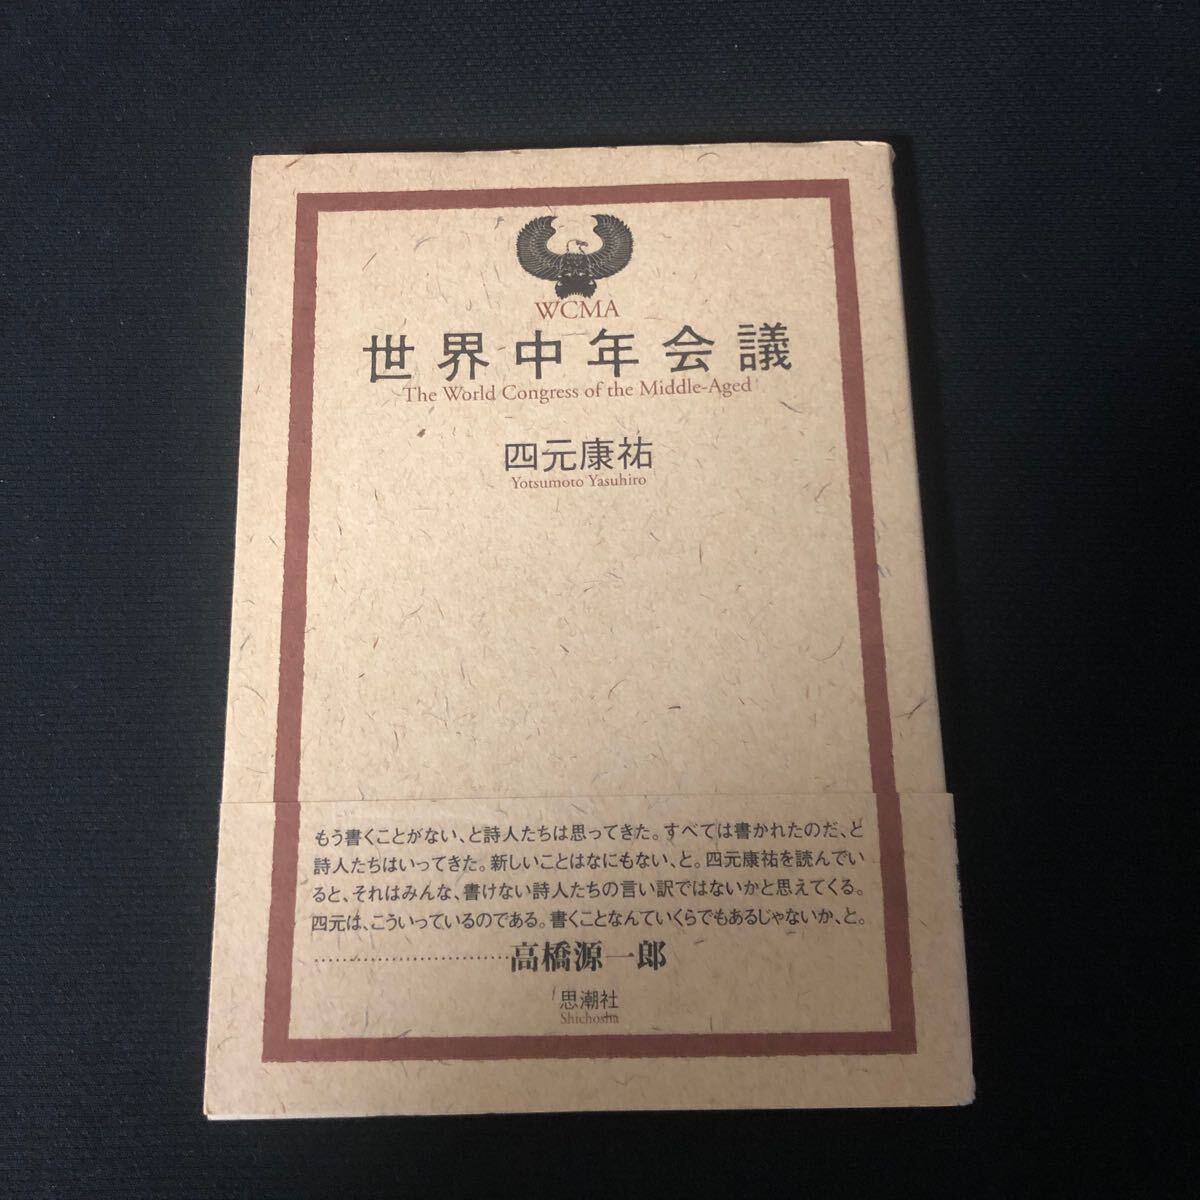 WCMA
世界中年会議
The World Congress of the Middle-Aged
四元康祐
Yotsumoto Yasuhiro
もう書くことがない、と詩人たちは思ってきた。すべては書かれたのだ、と
詩人たちはいってきた。新しいことはなにもない、と。四元康祐を読んでい
ると、それはみんな、書けない詩人たちの言い訳ではないかと思えてくる。
四元は、こういっているのである。書くことなんていくらでもあるじゃないか、と。
……………………………高橋源一郎
思潮社
Shichosha